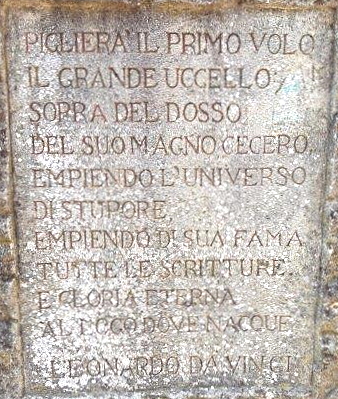 PIGLIERA' IL PRIMO VOLO
IL GRANDE UCCELLO,
SOPRA DEL DOSSO
DEL SUO MAGNO CECERO,
EMPIENDO L'UNIVERSO
DI STUPORE,
EMPIENDO DI SUA FAMA
TUTTE LE SCRITTURE.
E GLORIA ETERNA
AL LOCO DOVE NACQUE
LEONARDO DA VINCI